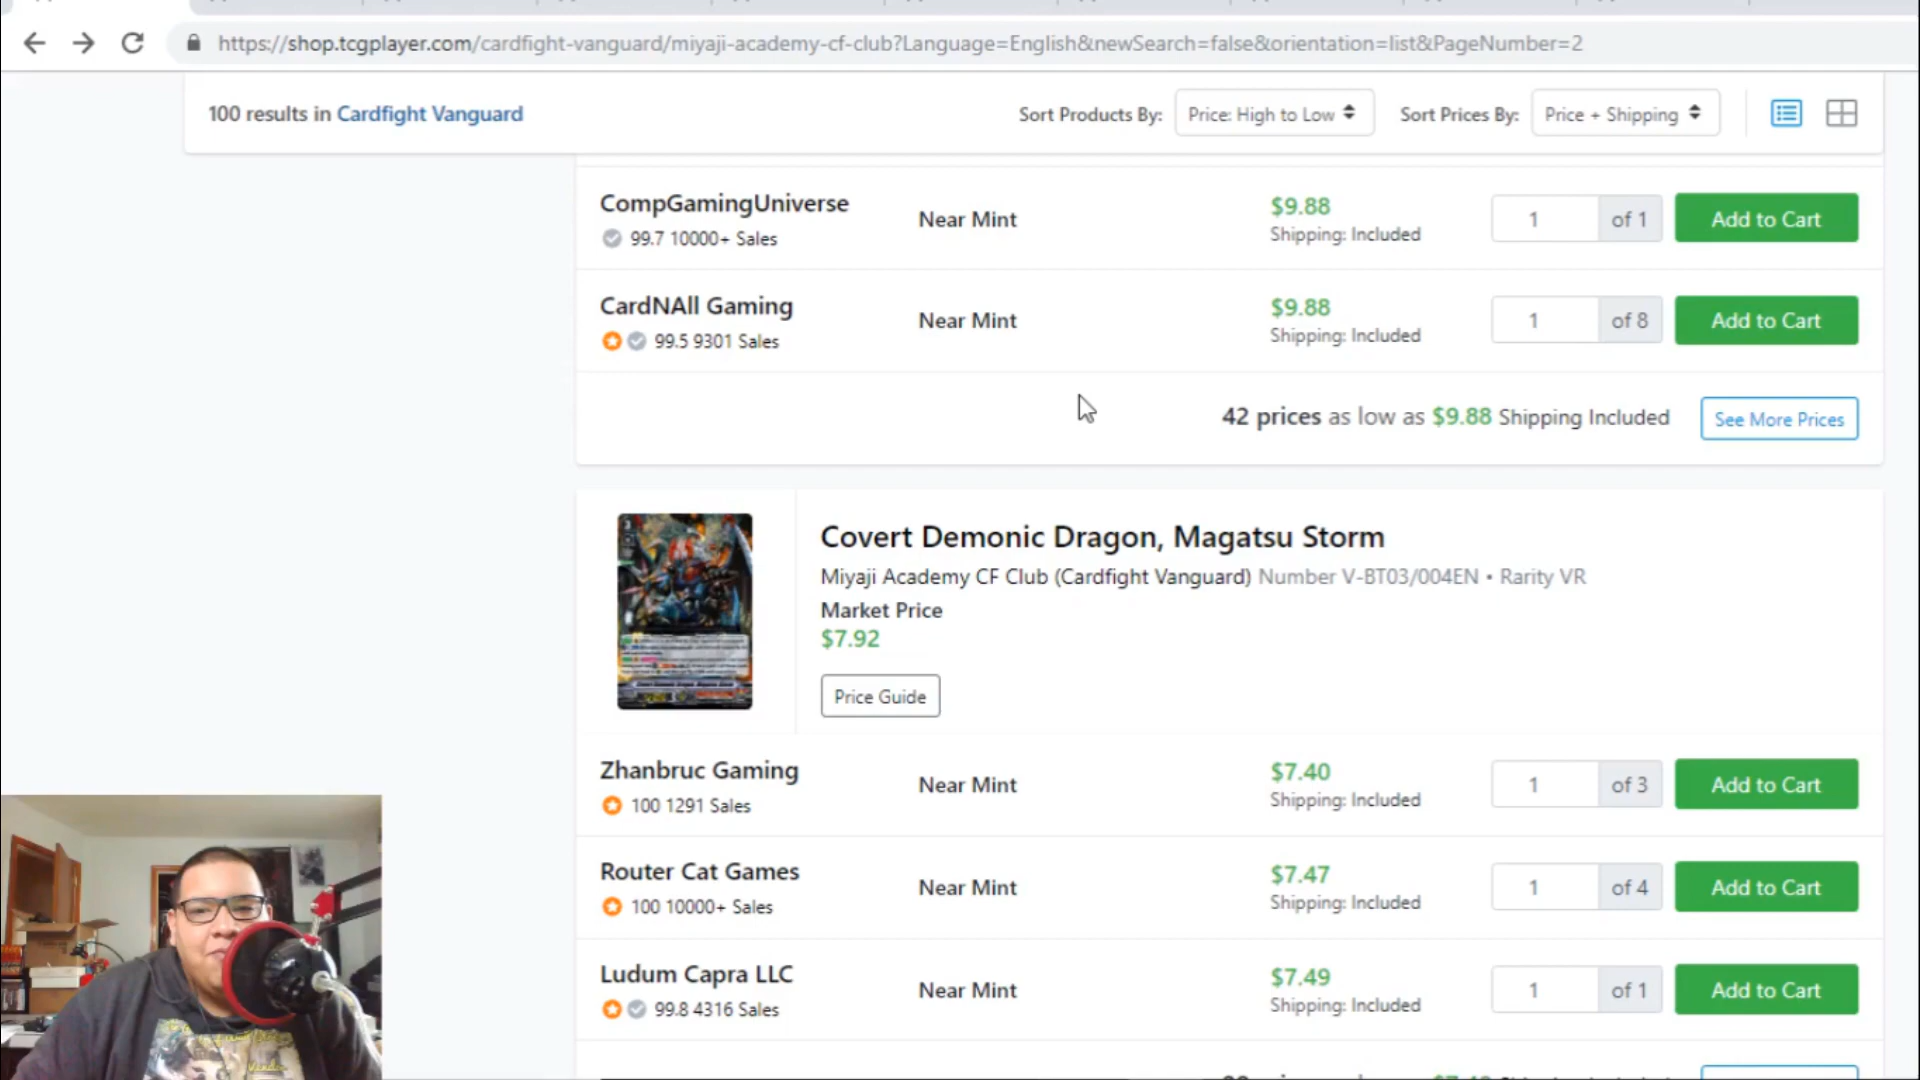 https://shop.tcgplayer.com/cardfight-vanguard/miyaji-academy-cf-club?Language=English&newSearch=false&orientation=list&PageNumber=2
100 results in Cardfight Vanguard
Sort Products By: Price: High to Low Sort Prices By: Price + Shipping
CompGamingUniverse
99.7 10000+ Sales
Near Mint
$9.88
Shipping: Included
1 of 1
Add to Cart
CardNAll Gaming
99.5 9301 Sales
Near Mint
$9.88
Shipping: Included
1 of 8
Add to Cart
42 prices as low as $9.88 Shipping Included
See More Prices
Covert Demonic Dragon, Magatsu Storm
Miyaji Academy CF Club (Cardfight Vanguard) Number V-BT03/004EN • Rarity VR
Market Price
$7.92
Price Guide
Zhanbruc Gaming
100 1291 Sales
Near Mint
$7.40
Shipping: Included
1 of 3
Add to Cart
Router Cat Games
100 10000+ Sales
Near Mint
$7.47
Shipping: Included
1 of 4
Add to Cart
Ludum Capra LLC
99.8 4316 Sales
Near Mint
$7.49
Shipping: Included
1 of 1
Add to Cart